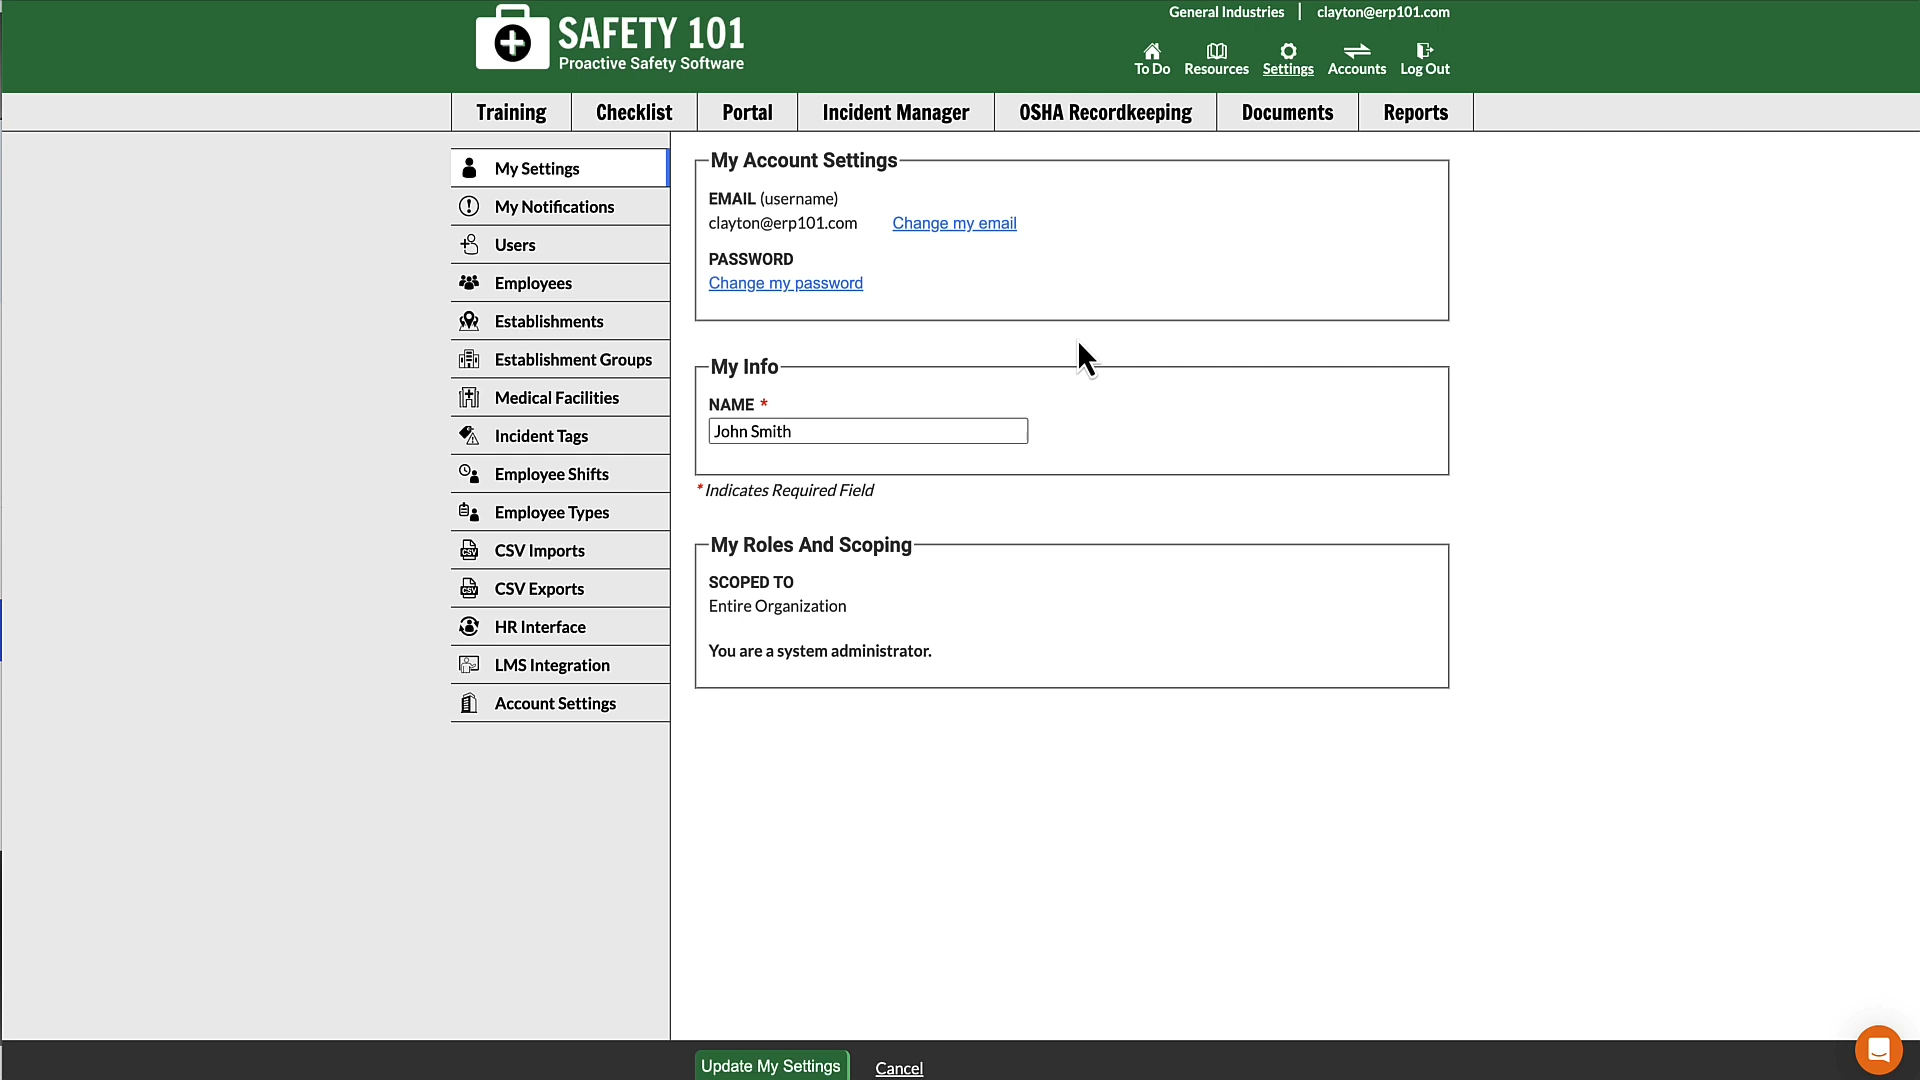 General Industries | clayton@erp101.com
SAFETY 101
Proactive Safety Software
To Do Resources Settings Accounts Log Out
Training Checklist Portal Incident Manager OSHA Recordkeeping Documents Reports
My Settings
My Notifications
Users
Employees
Establishments
Establishment Groups
Medical Facilities
Incident Tags
Employee Shifts
Employee Types
CSV Imports
CSV Exports
HR Interface
LMS Integration
Account Settings
My Account Settings
EMAIL (username)
clayton@erp101.com Change my email
PASSWORD
Change my password
My Info
NAME *
John Smith
* Indicates Required Field
My Roles And Scoping
SCOPED TO
Entire Organization
You are a system administrator.
Update My Settings Cancel